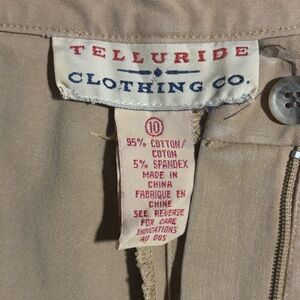 TELLURIDE
CLOTHING CO.
10
95% COTTON/
COTON
5% SPANDEX
MADE IN
CHINA
FABRIQUE EN
CHINE
SEE REVERSE
FOR CARE
INDICATIONS
AU DOS